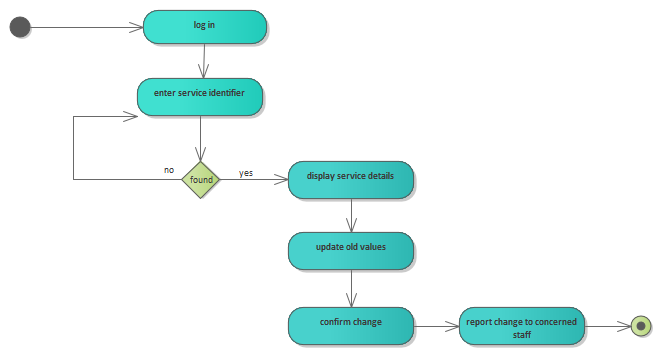 log in
enter service identifier
no
found
yes
display service details
update old values
confirm change
report change to concerned
staff